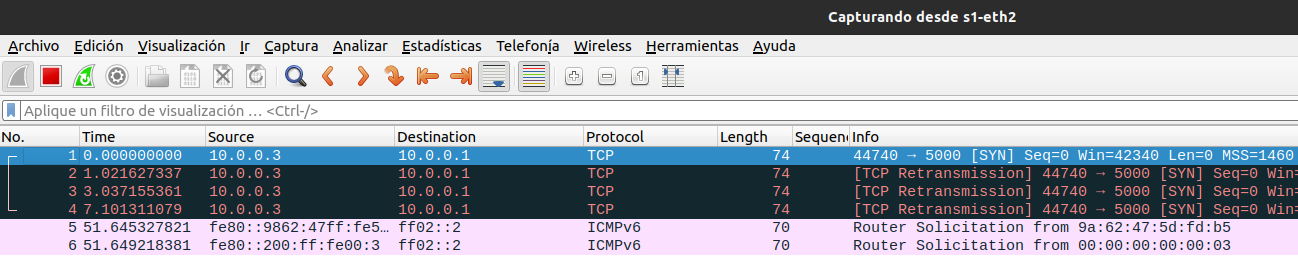 Capturando desde s1-eth2
Archivo Edición Visualización Ir Captura Analizar Estadísticas Telefonía Wireless Herramientas Ayuda
Aplique un filtro de visualización … <Ctrl-/>
No. Time Source Destination Protocol Length Sequenc Info
1 0.000000000 10.0.0.3 10.0.0.1 TCP 74 44740 → 5000 [SYN] Seq=0 Win=42340 Len=0 MSS=1460
2 1.021627337 10.0.0.3 10.0.0.1 TCP 74 [TCP Retransmission] 44740 → 5000 [SYN] Seq=0 Win=
3 3.037155361 10.0.0.3 10.0.0.1 TCP 74 [TCP Retransmission] 44740 → 5000 [SYN] Seq=0 Win=
4 7.101311079 10.0.0.3 10.0.0.1 TCP 74 [TCP Retransmission] 44740 → 5000 [SYN] Seq=0 Win=
5 51.645327821 fe80::9862:47ff:fe5… ff02::2 ICMPv6 70 Router Solicitation from 9a:62:47:5d:fd:b5
6 51.649218381 fe80::200:ff:fe00:3 ff02::2 ICMPv6 70 Router Solicitation from 00:00:00:00:00:03